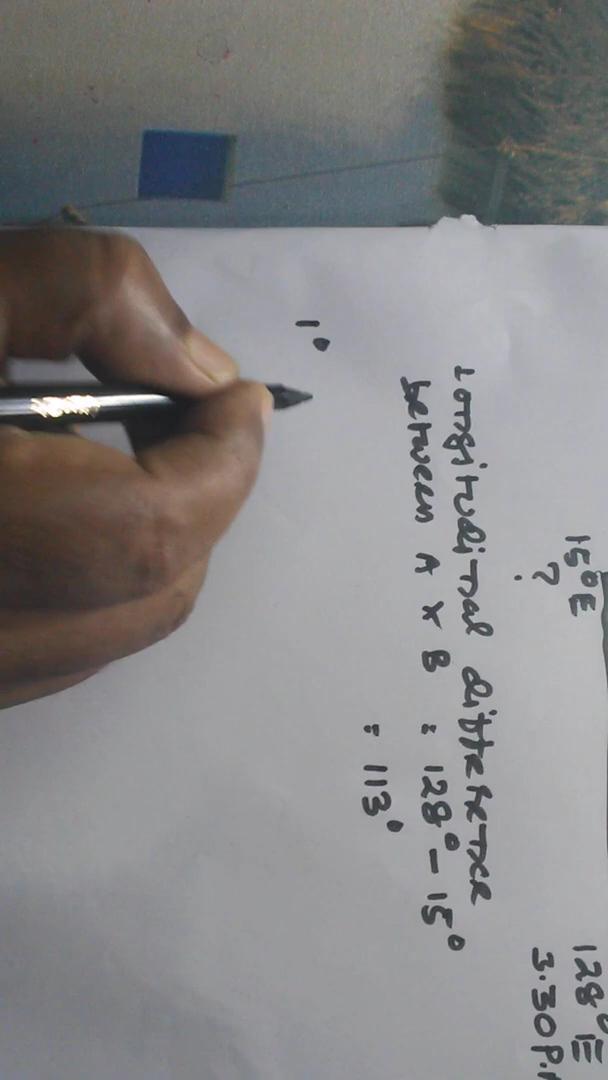 15°E
128°E
?
3.30 P.
Longitudinal difference
between A & B = 128° - 15°
= 113°
1°